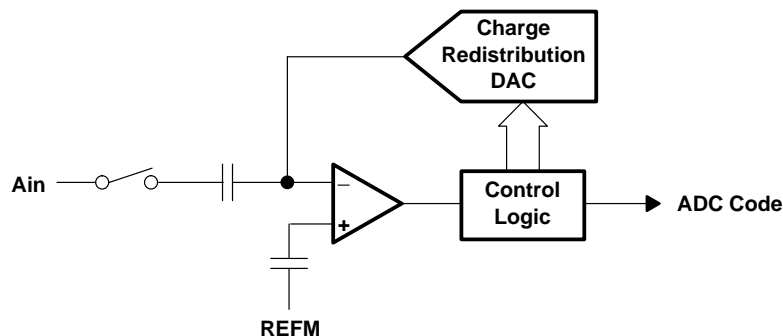 Charge
Redistribution
DAC
Ain
−
+
Control
Logic
ADC Code
REFM